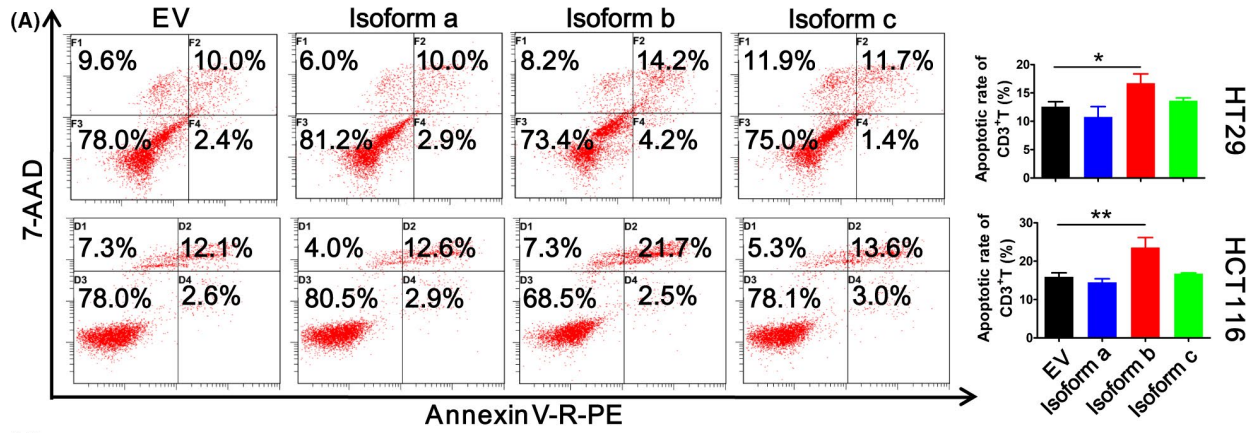 (A)
EV
Isoform a
Isoform b
Isoform c
7-AAD
F1
F2
9.6%
10.0%
F3
F4
78.0%
2.4%
F1
F2
6.0%
10.0%
F3
F4
81.2%
2.9%
F1
F2
8.2%
14.2%
F3
F4
73.4%
4.2%
F1
F2
11.9%
11.7%
F3
F4
75.0%
1.4%
Apoptotic rate of
CD3+T (%)
20
15
10
5
0
*
HT29
D1
D2
7.3%
12.1%
D3
D4
78.0%
2.6%
D1
D2
4.0%
12.6%
D3
D4
80.5%
2.9%
D1
D2
7.3%
21.7%
D3
D4
68.5%
2.5%
D1
D2
5.3%
13.6%
D3
D4
78.1%
3.0%
Apoptotic rate of
CD3+T (%)
30
20
10
0
**
HCT116
EV
Isoform a
Isoform b
Isoform c
Annexin V-R-PE